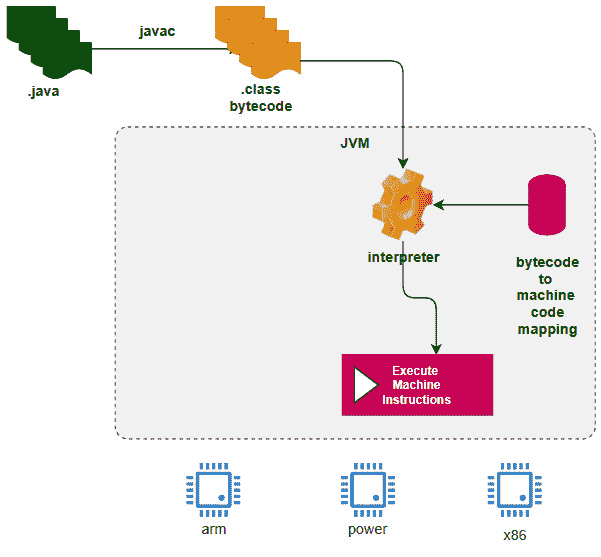 javac
.java
.class
bytecode
JVM
interpreter
bytecode
to
machine
code
mapping
Execute
Machine
Instructions
arm
power
x86